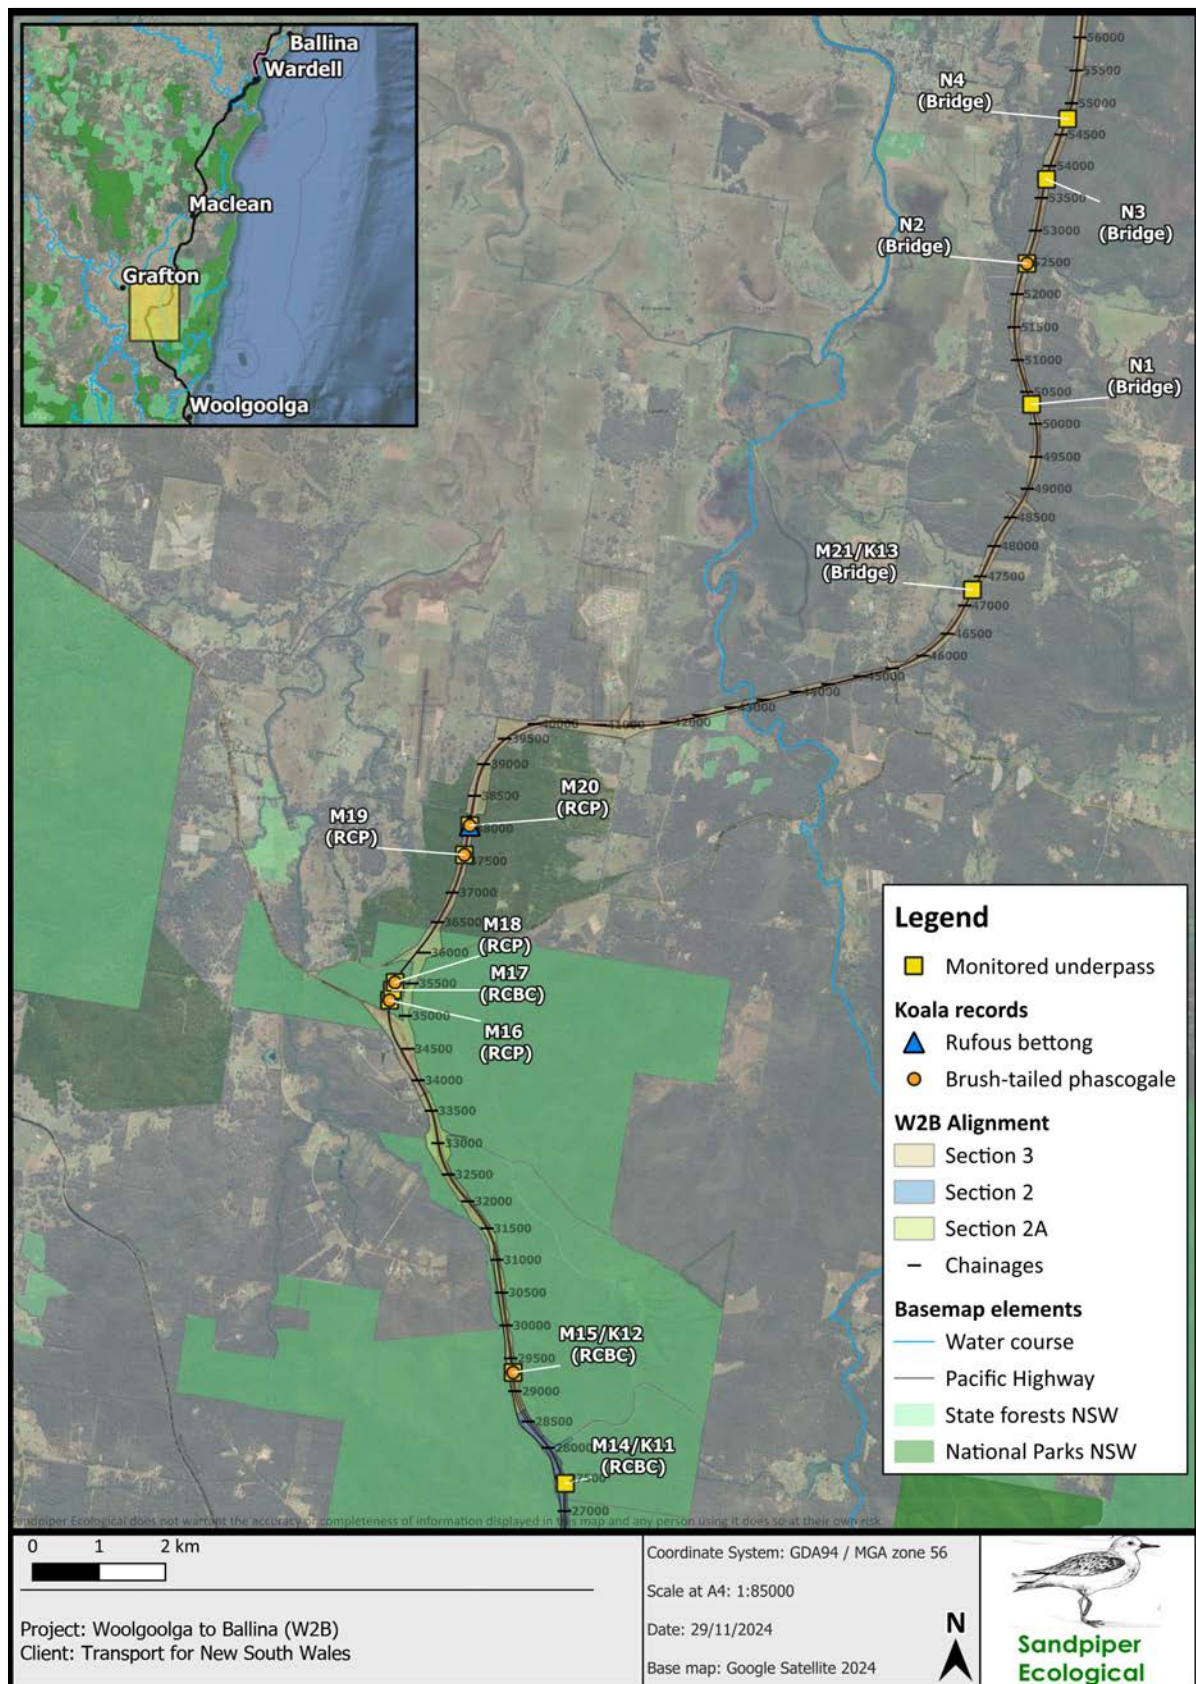 Ballina
Wardell
Maclean
Grafton
Woolgoolga
56000
55500
N4
(Bridge)
55000
54500
54000
53500
N3
(Bridge)
53000
N2
(Bridge)
52500
52000
51500
51000
N1
(Bridge)
50500
50000
49500
49000
48500
48000
M21/K13
(Bridge)
47500
47000
46500
46000
45000
44000
43000
42000
41000
40000
39500
39000
38500
M20
(RCP)
38000
M19
(RCP)
37500
37000
36500
M18
(RCP)
36000
M17
(RCBC)
35500
35000
M16
(RCP)
34500
34000
33500
33000
32500
32000
31500
31000
30500
30000
M15/K12
(RCBC)
29500
29000
28500
28000
M14/K11
(RCBC)
27500
27000
Legend
Monitored underpass
Koala records
Rufous bettong
Brush-tailed phascogale
W2B Alignment
Section 3
Section 2
Section 2A
Chainages
Basemap elements
Water course
Pacific Highway
State forests NSW
National Parks NSW
Sandpiper Ecological does not warrant the accuracy or completeness of information displayed in this map and any person using it does so at their own risk.
0 1 2 km
Project: Woolgoolga to Ballina (W2B)
Client: Transport for New South Wales
Coordinate System: GDA94 / MGA zone 56
Scale at A4: 1:85000
Date: 29/11/2024
Base map: Google Satellite 2024
N
Sandpiper
Ecological